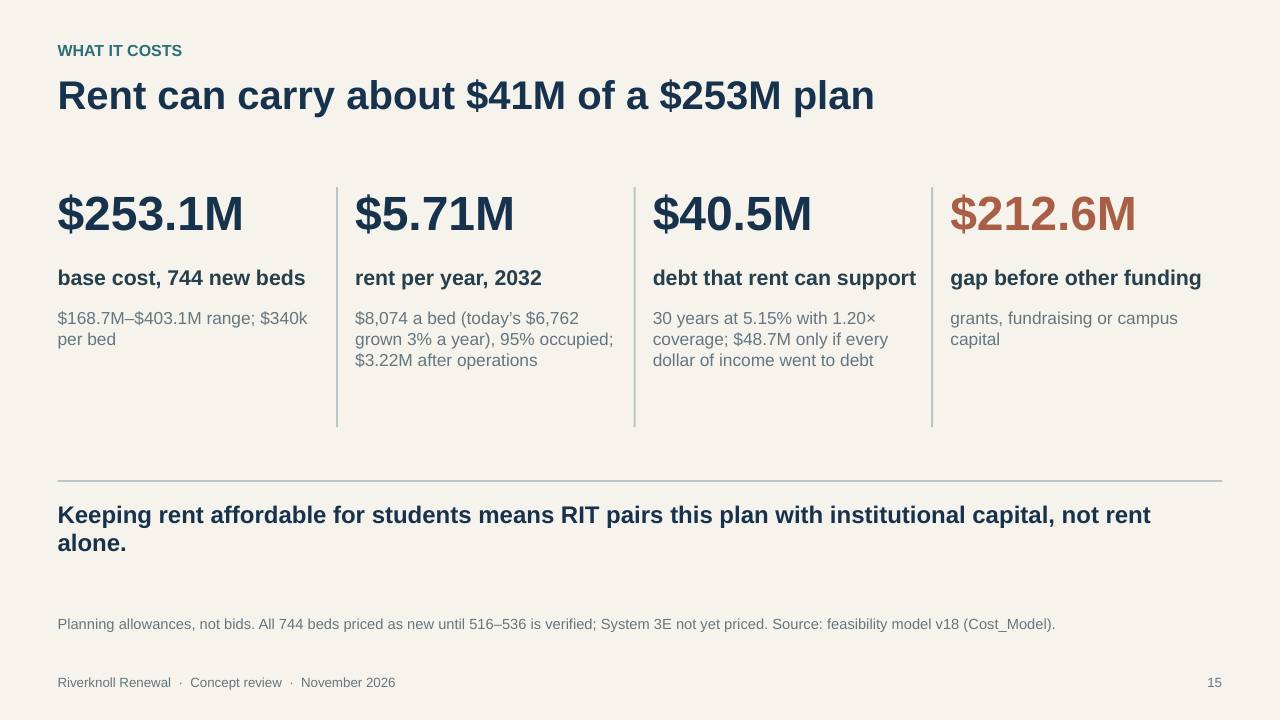 WHAT IT COSTS
Rent can carry about $41M of a $253M plan
$253.1M
base cost, 744 new beds
$168.7M–$403.1M range; $340k
per bed
$5.71M
rent per year, 2032
$8,074 a bed (today’s $6,762
grown 3% a year), 95% occupied;
$3.22M after operations
$40.5M
debt that rent can support
30 years at 5.15% with 1.20×
coverage; $48.7M only if every
dollar of income went to debt
$212.6M
gap before other funding
grants, fundraising or campus
capital
Keeping rent affordable for students means RIT pairs this plan with institutional capital, not rent
alone.
Planning allowances, not bids. All 744 beds priced as new until 516–536 is verified; System 3E not yet priced. Source: feasibility model v18 (Cost_Model).
Riverknoll Renewal · Concept review · November 2026
15